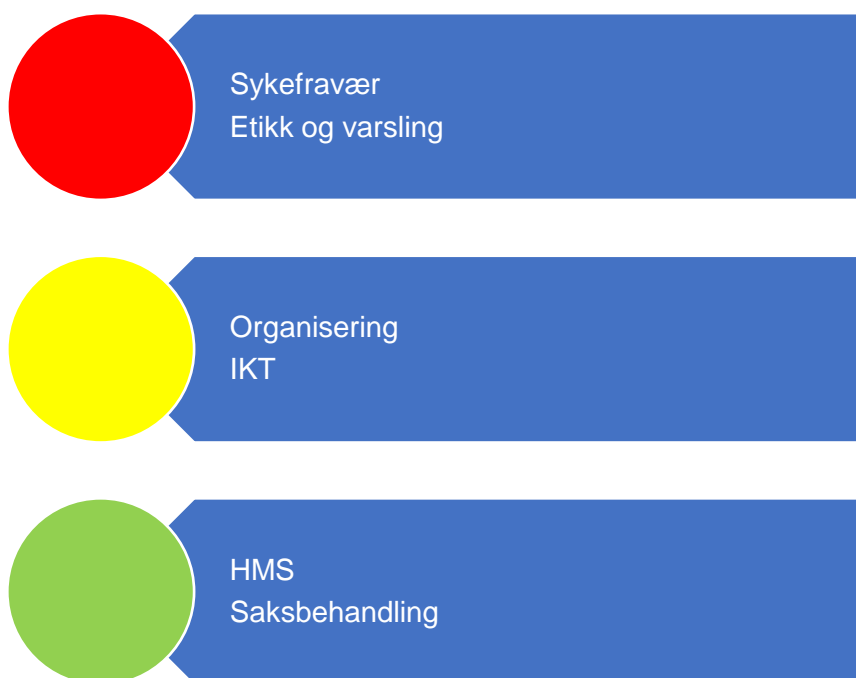 Sykefravær
Etikk og varsling
Organisering
IKT
HMS
Saksbehandling